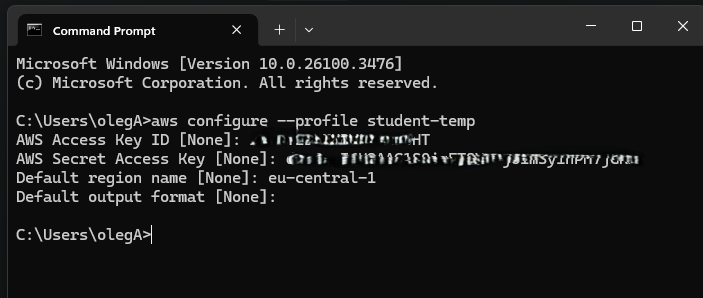 Command Prompt
Microsoft Windows [Version 10.0.26100.3476]
(c) Microsoft Corporation. All rights reserved.
C:\Users\olegA>aws configure --profile student-temp
AWS Access Key ID [None]:
AWS Secret Access Key [None]:
Default region name [None]: eu-central-1
Default output format [None]:
C:\Users\olegA>